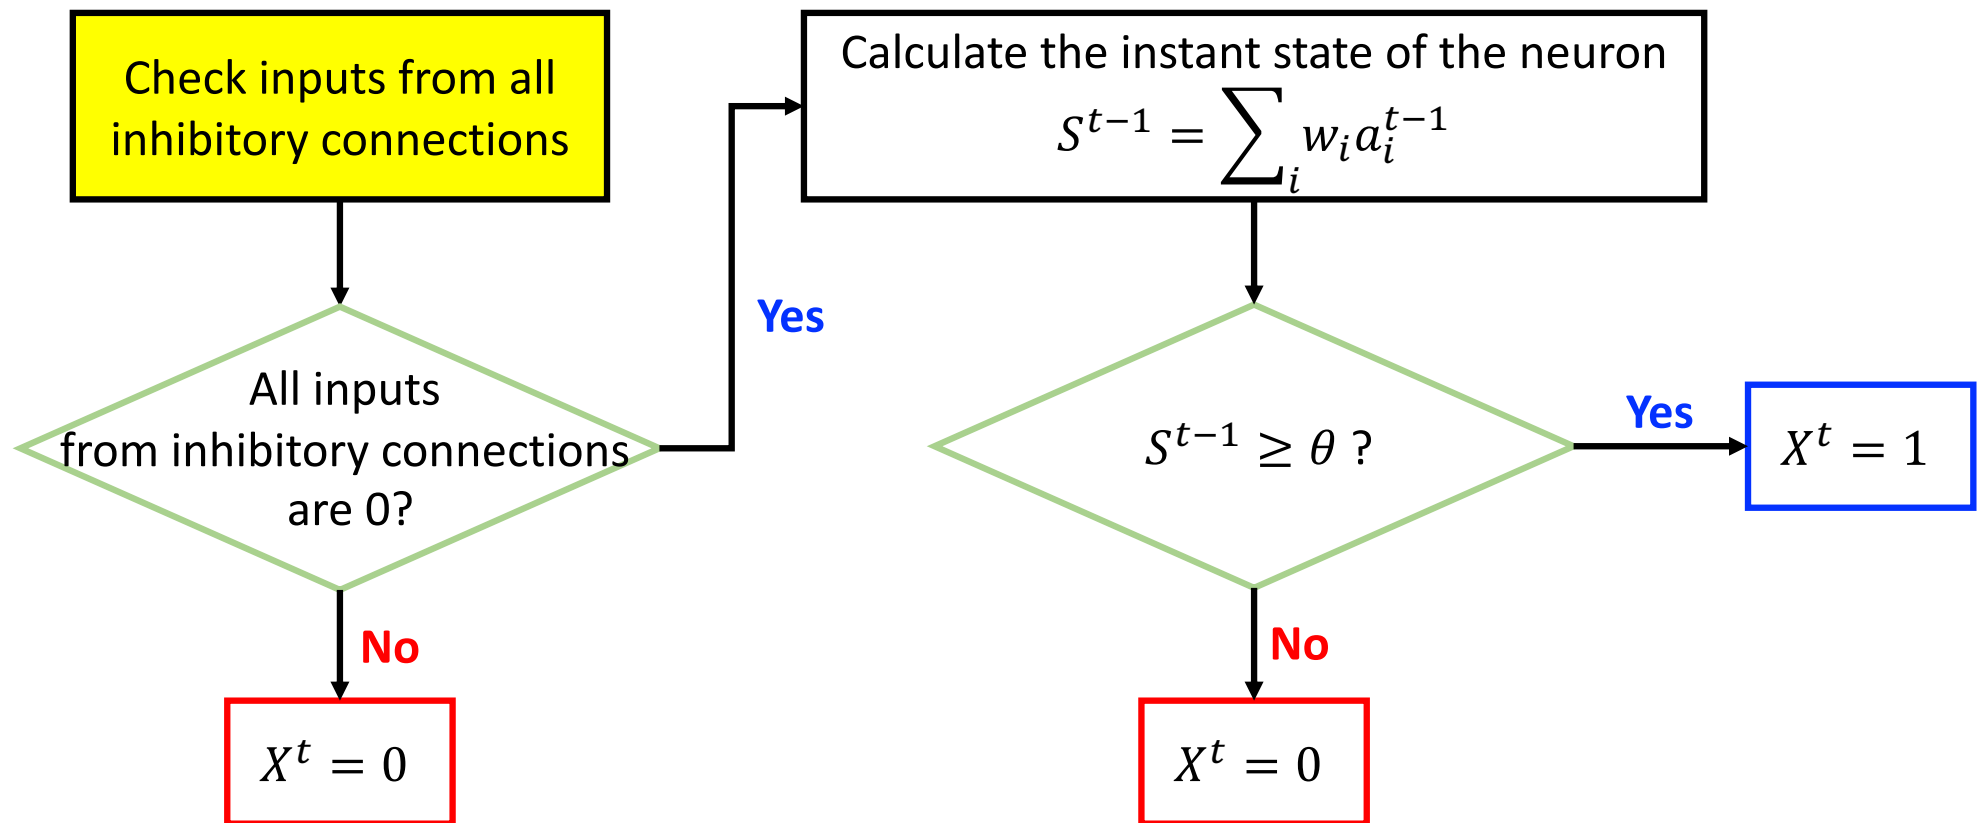 Check inputs from all
inhibitory connections
All inputs
from inhibitory connections
are 0?
No
X^t = 0
Yes
Calculate the instant state of the neuron
S^{t−1} = ∑_i w_i a_i^{t−1}
S^{t−1} ≥ θ ?
Yes
X^t = 1
No
X^t = 0